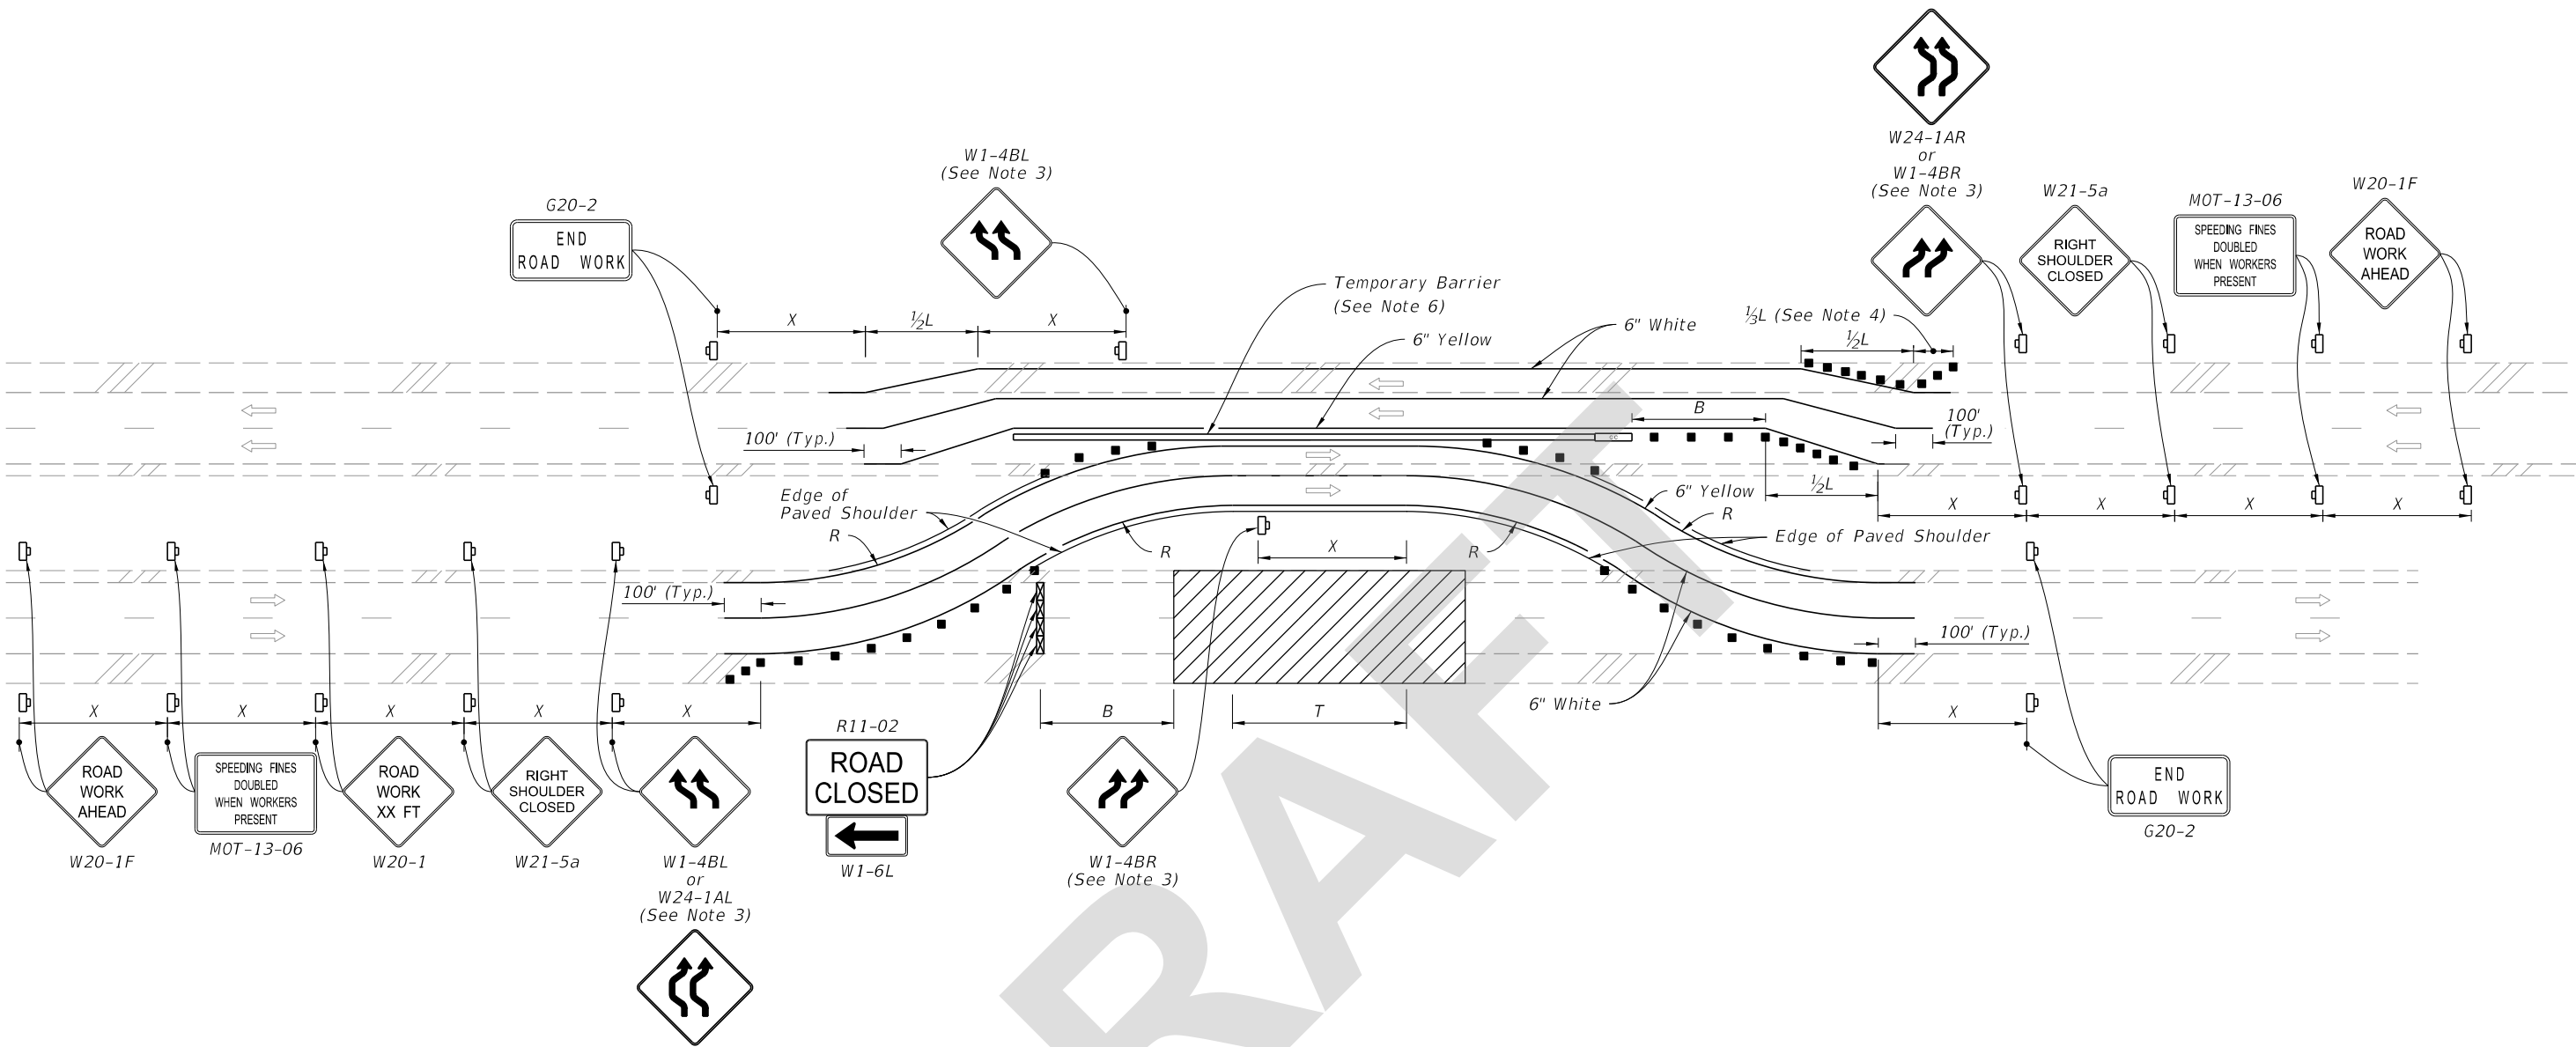 W24-1AR
or
W1-4BR
(See Note 3)
W1-4BL
(See Note 3)
G20-2
END
ROAD WORK
W21-5a
RIGHT
SHOULDER
CLOSED
MOT-13-06
SPEEDING FINES
DOUBLED
WHEN WORKERS
PRESENT
W20-1F
ROAD
WORK
AHEAD
Temporary Barrier
(See Note 6)
6" Yellow
6" White
⅓L (See Note 4)
½L
X
½L
X
B
100'
(Typ.)
100' (Typ.)
½L
X
X
X
X
Edge of
Paved Shoulder
R
R
X
R
6" Yellow
R
Edge of Paved Shoulder
100' (Typ.)
100' (Typ.)
X
X
X
X
X
B
T
6" White
X
ROAD
WORK
AHEAD
W20-1F
SPEEDING FINES
DOUBLED
WHEN WORKERS
PRESENT
MOT-13-06
ROAD
WORK
XX FT
W20-1
RIGHT
SHOULDER
CLOSED
W21-5a
W1-4BL
or
W24-1AL
(See Note 3)
R11-02
ROAD
CLOSED
W1-6L
W1-4BR
(See Note 3)
END
ROAD WORK
G20-2
RAFT